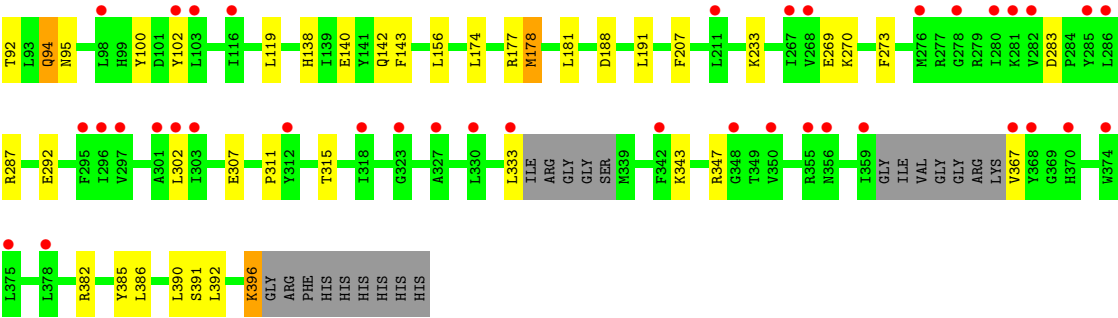 T92 L93 Q94 N95 L98 H99 Y100 D101 Y102 L103 I116 L119 H138 I139 E140 Y141 Q142 F143 L156 L174 R177 M178 L181 D188 L191 F207 L211 K233 I267 V268 E269 K270 F273 M276 R277 G278 R279 I280 K281 V282 D283 P284 Y285 L286
R287 E292 F295 I296 V297 A301 L302 I303 E307 P311 Y312 T315 I318 G323 A327 L330 L333 ILE ARG GLY GLY SER M339 F342 K343 R347 G348 T349 V350 R355 N356 I359 GLY ILE VAL GLY GLY ARG LYS V367 Y368 G369 H370 W374
L375 L378 R382 Y385 L386 L390 S391 L392 K396 GLY ARG PHE HIS HIS HIS HIS HIS HIS